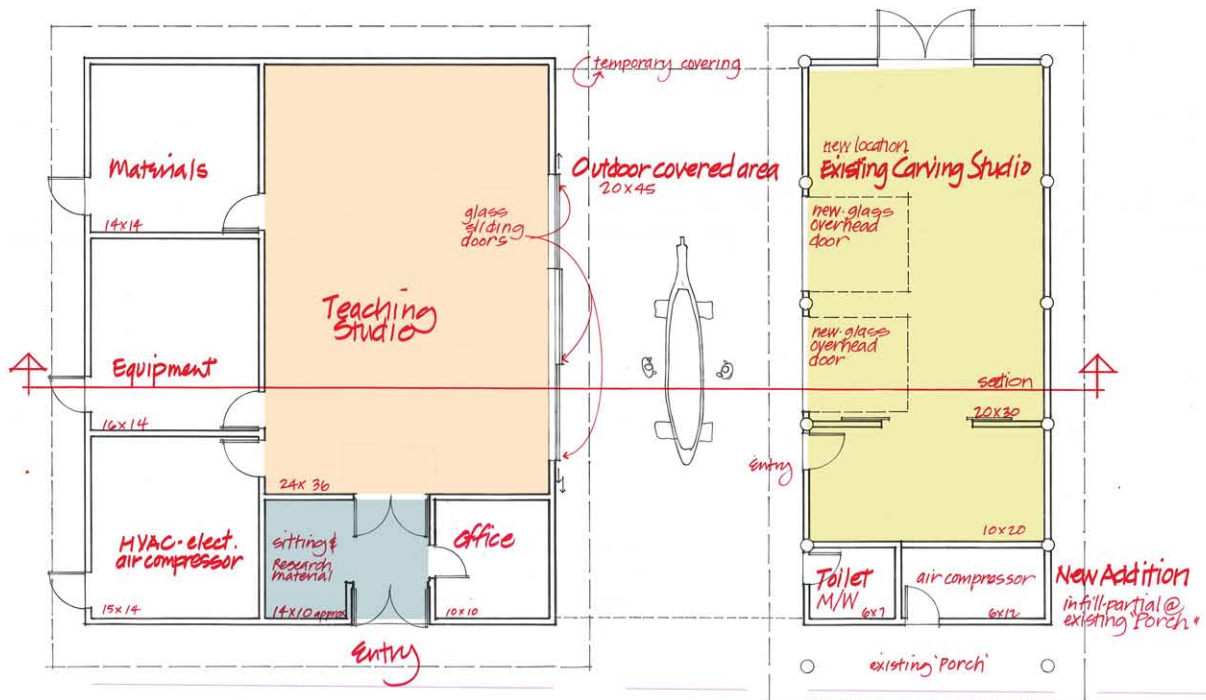 temporary covering
Materials
14x14
Outdoor covered area
20x45
new location
Existing Carving Studio
glass
sliding
doors
new glass
overhead
door
Teaching
Studio
new glass
overhead
door
Equipment
16x14
section
20x30
Entry
24x36
HVAC-elect.
air compressor
15x14
sitting &
Research
material
14x10 approx
Office
10x10
10x20
Toilet
M/W
6x7
air compressor
6x12
New Addition
infill-partial @
existing "Porch"
Entry
existing 'Porch'